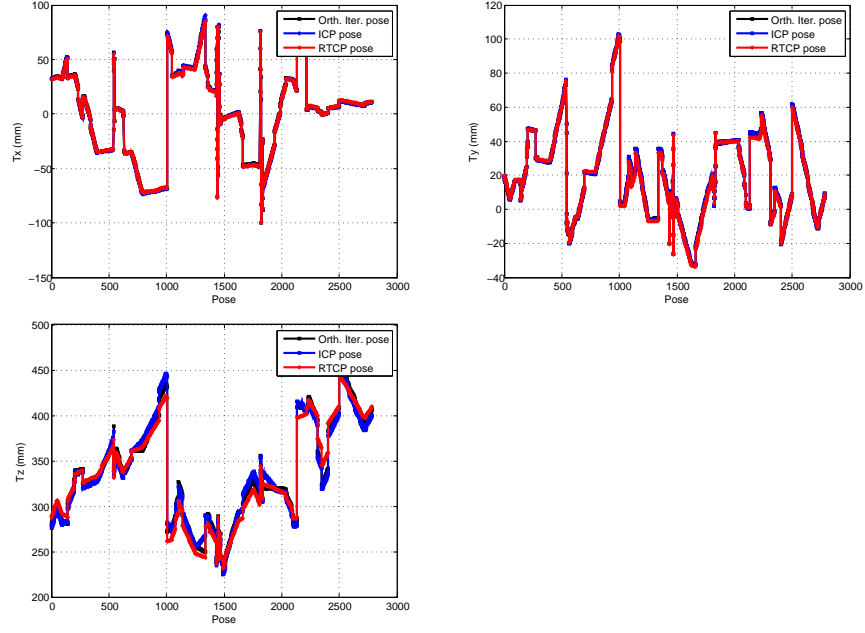 100
50
0
−50
−100
−150
Tx (mm)
0 500 1000 1500 2000 2500 3000
Pose
Orth. Iter. pose
ICP pose
RTCP pose
120
100
80
60
40
20
0
−20
−40
Ty (mm)
0 500 1000 1500 2000 2500 3000
Pose
Orth. Iter. pose
ICP pose
RTCP pose
500
450
400
350
300
250
200
Tz (mm)
0 500 1000 1500 2000 2500 3000
Pose
Orth. Iter. pose
ICP pose
RTCP pose